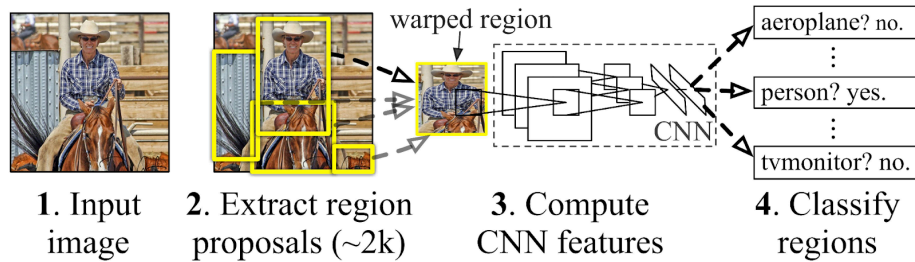 warped region
aeroplane? no.
person? yes.
CNN
tvmonitor? no.
1. Input
image
2. Extract region
proposals (~2k)
3. Compute
CNN features
4. Classify
regions